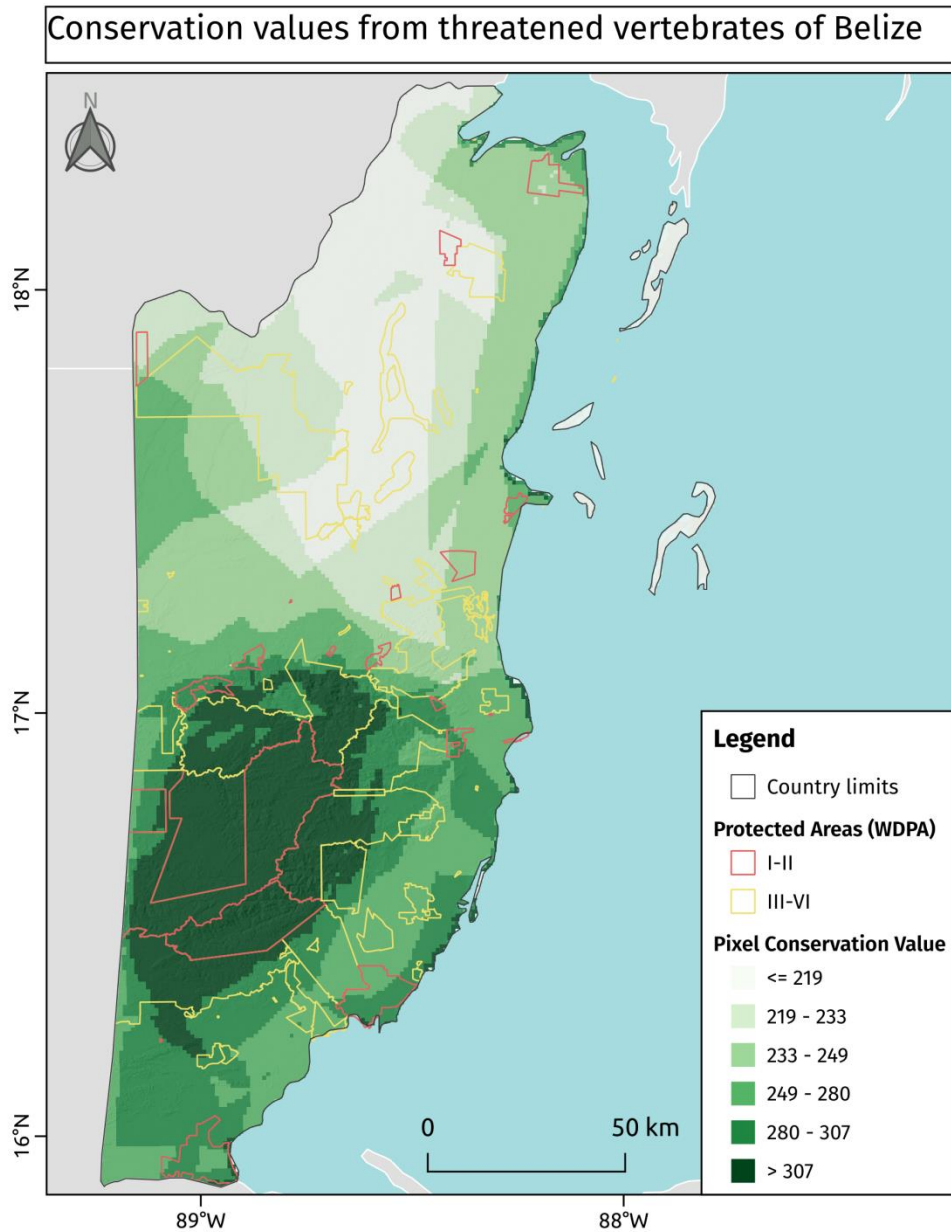 Conservation values from threatened vertebrates of Belize
N
18°N
17°N
16°N
89°W
88°W
0 50 km
Legend
Country limits
Protected Areas (WDPA)
I-II
III-VI
Pixel Conservation Value
<= 219
219 - 233
233 - 249
249 - 280
280 - 307
> 307